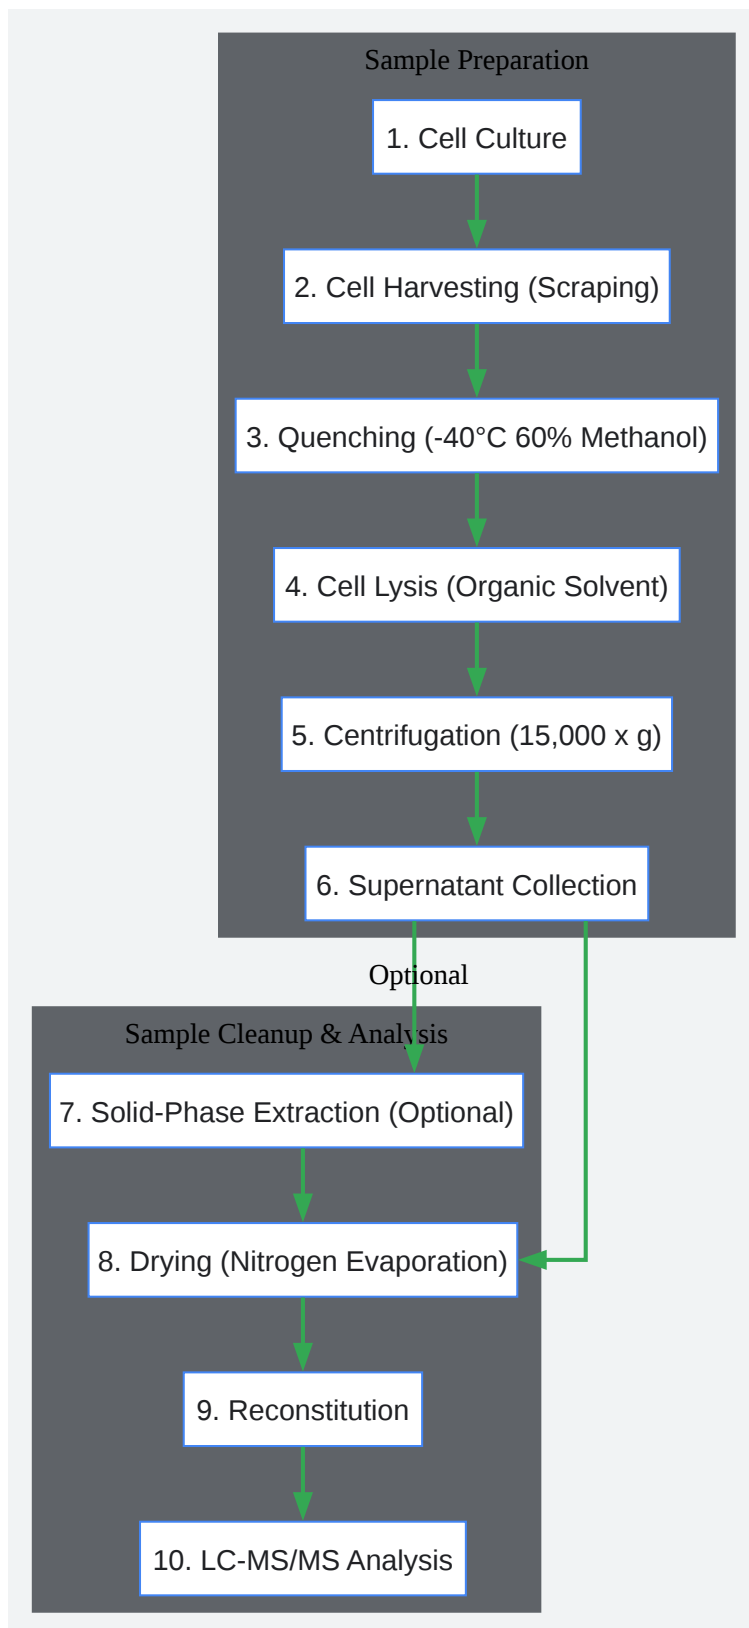 Sample Preparation
1. Cell Culture
2. Cell Harvesting (Scraping)
3. Quenching (-40°C 60% Methanol)
4. Cell Lysis (Organic Solvent)
5. Centrifugation (15,000 x g)
6. Supernatant Collection
Optional
Sample Cleanup & Analysis
7. Solid-Phase Extraction (Optional)
8. Drying (Nitrogen Evaporation)
9. Reconstitution
10. LC-MS/MS Analysis